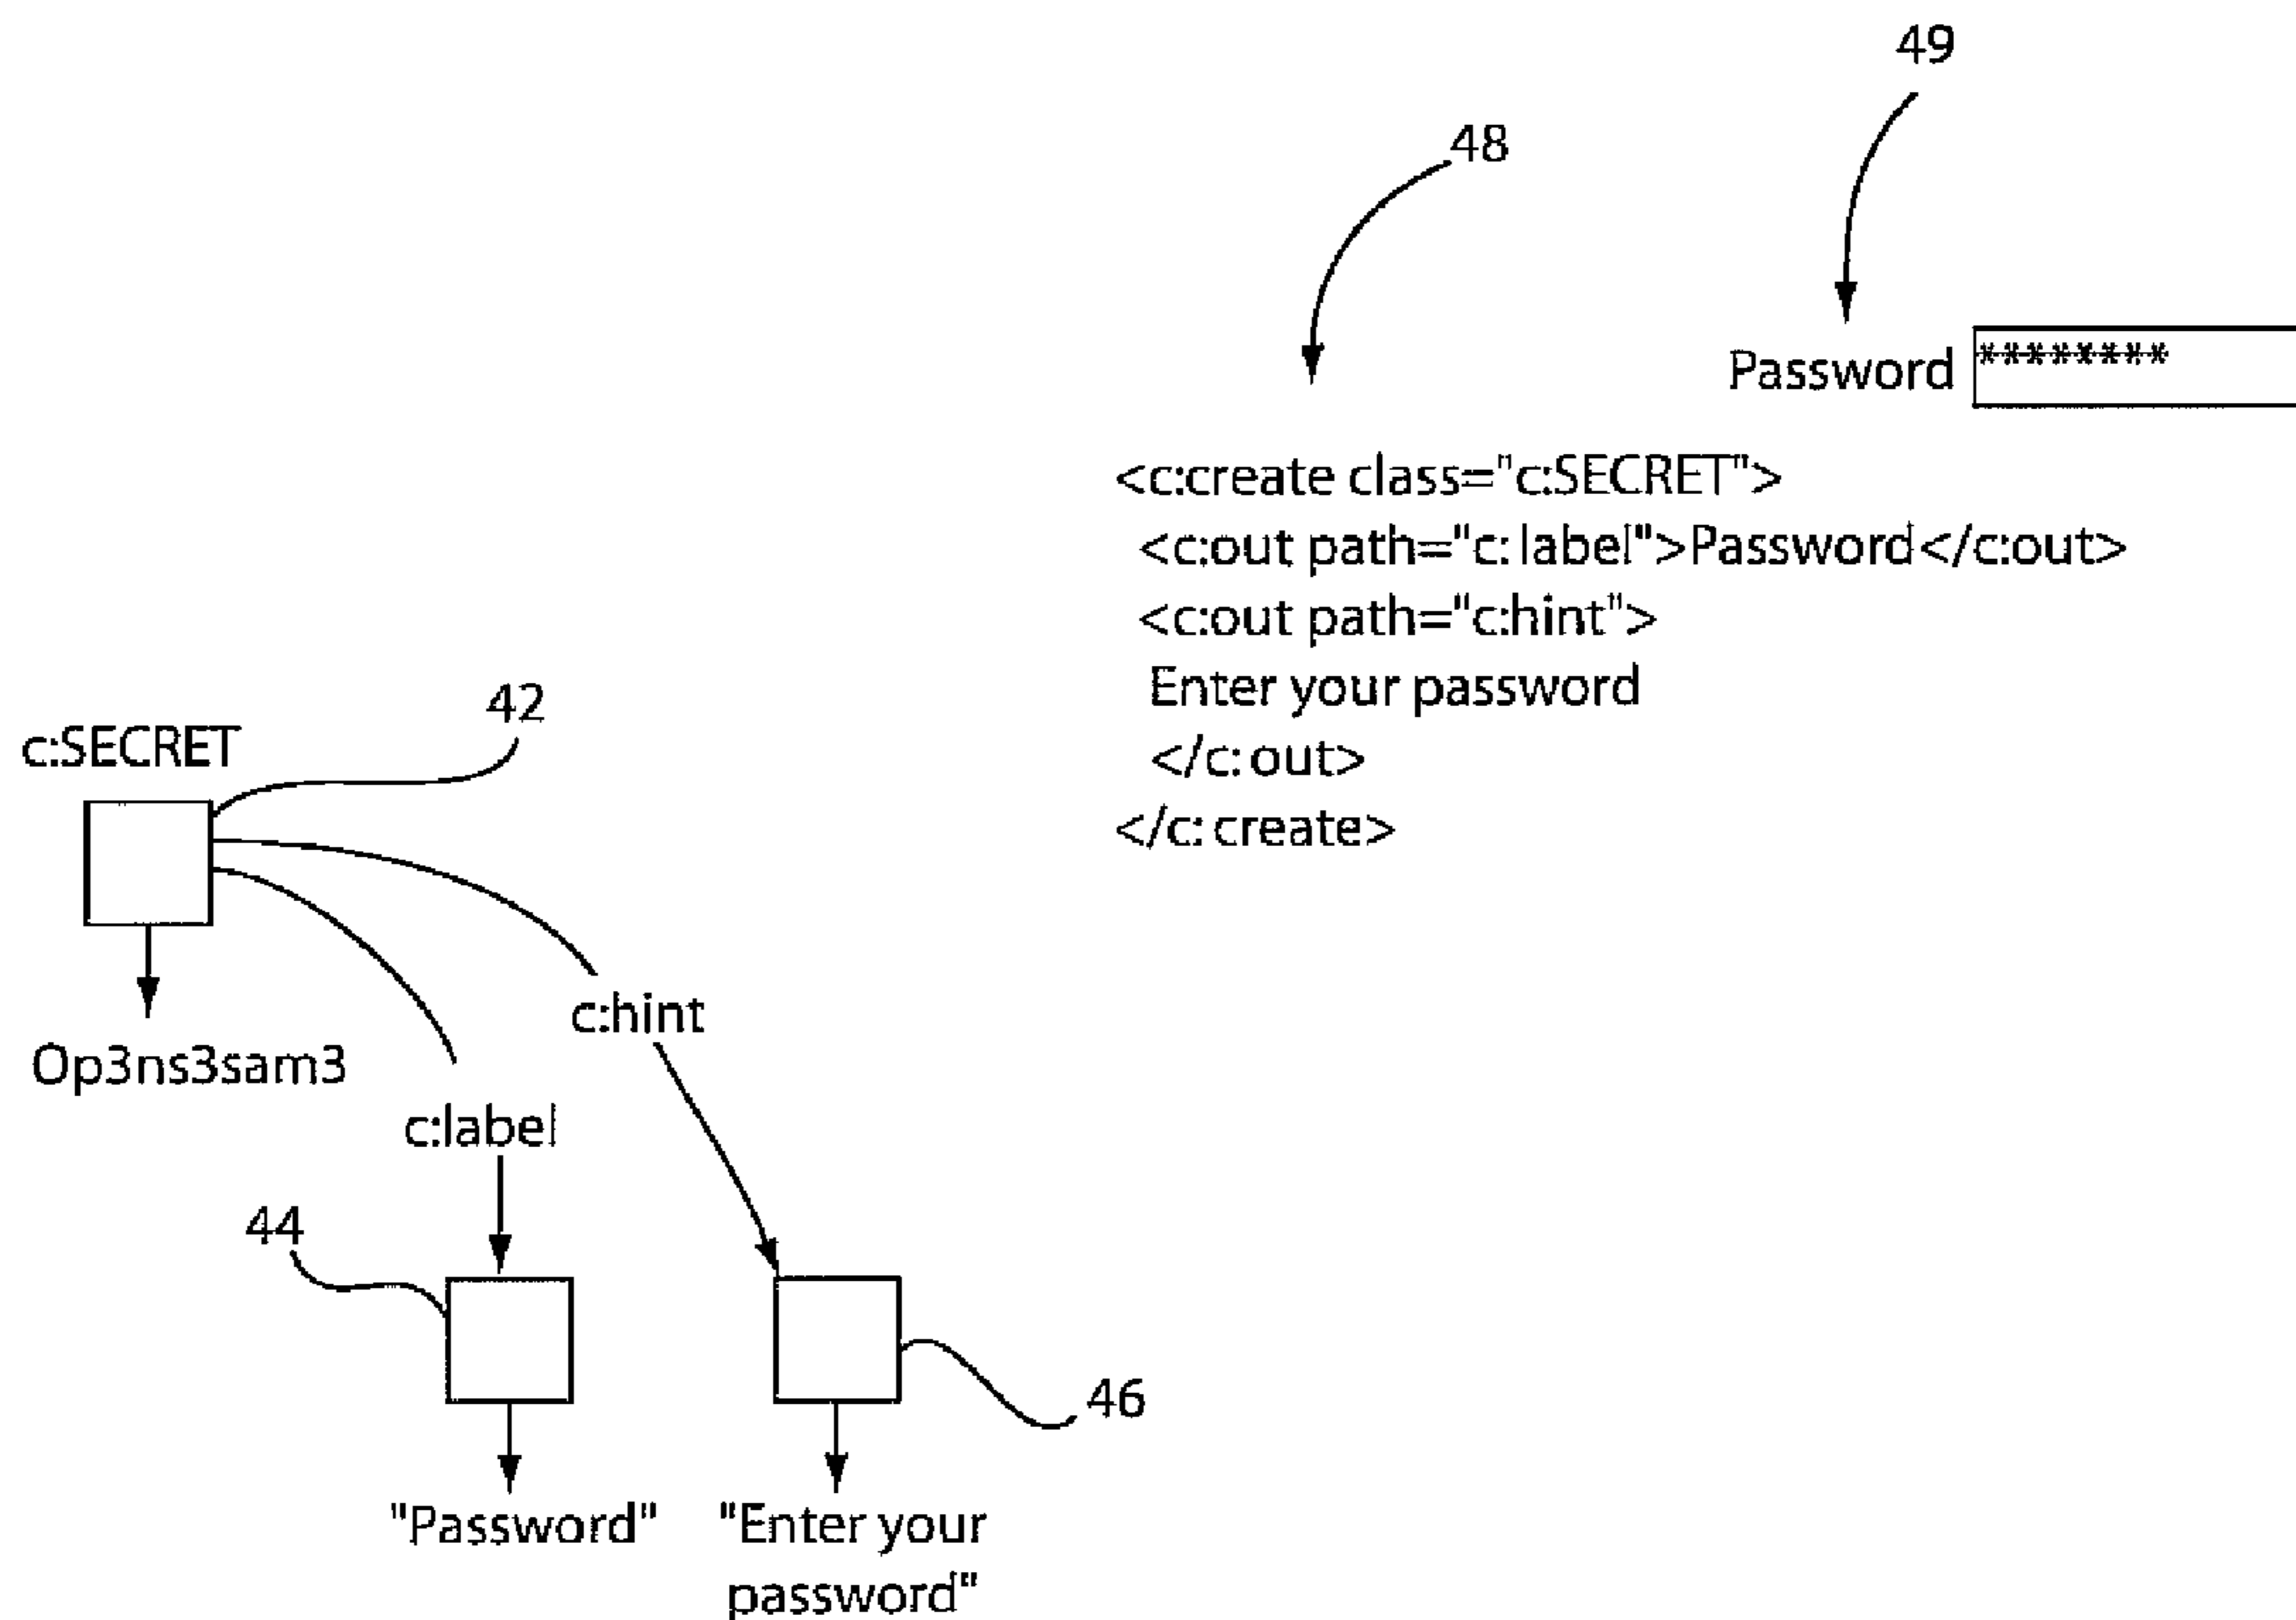 49
48
Password ********
<c:create class="c:SECRET">
<c:out path="c: label">Password</c:out>
<c:out path="c:hint">
Enter your password
</c: out>
</c: create>
42
c:SECRET
c:hint
Op3ns3sam3
c:label
44
46
"Password"
"Enter your
password"